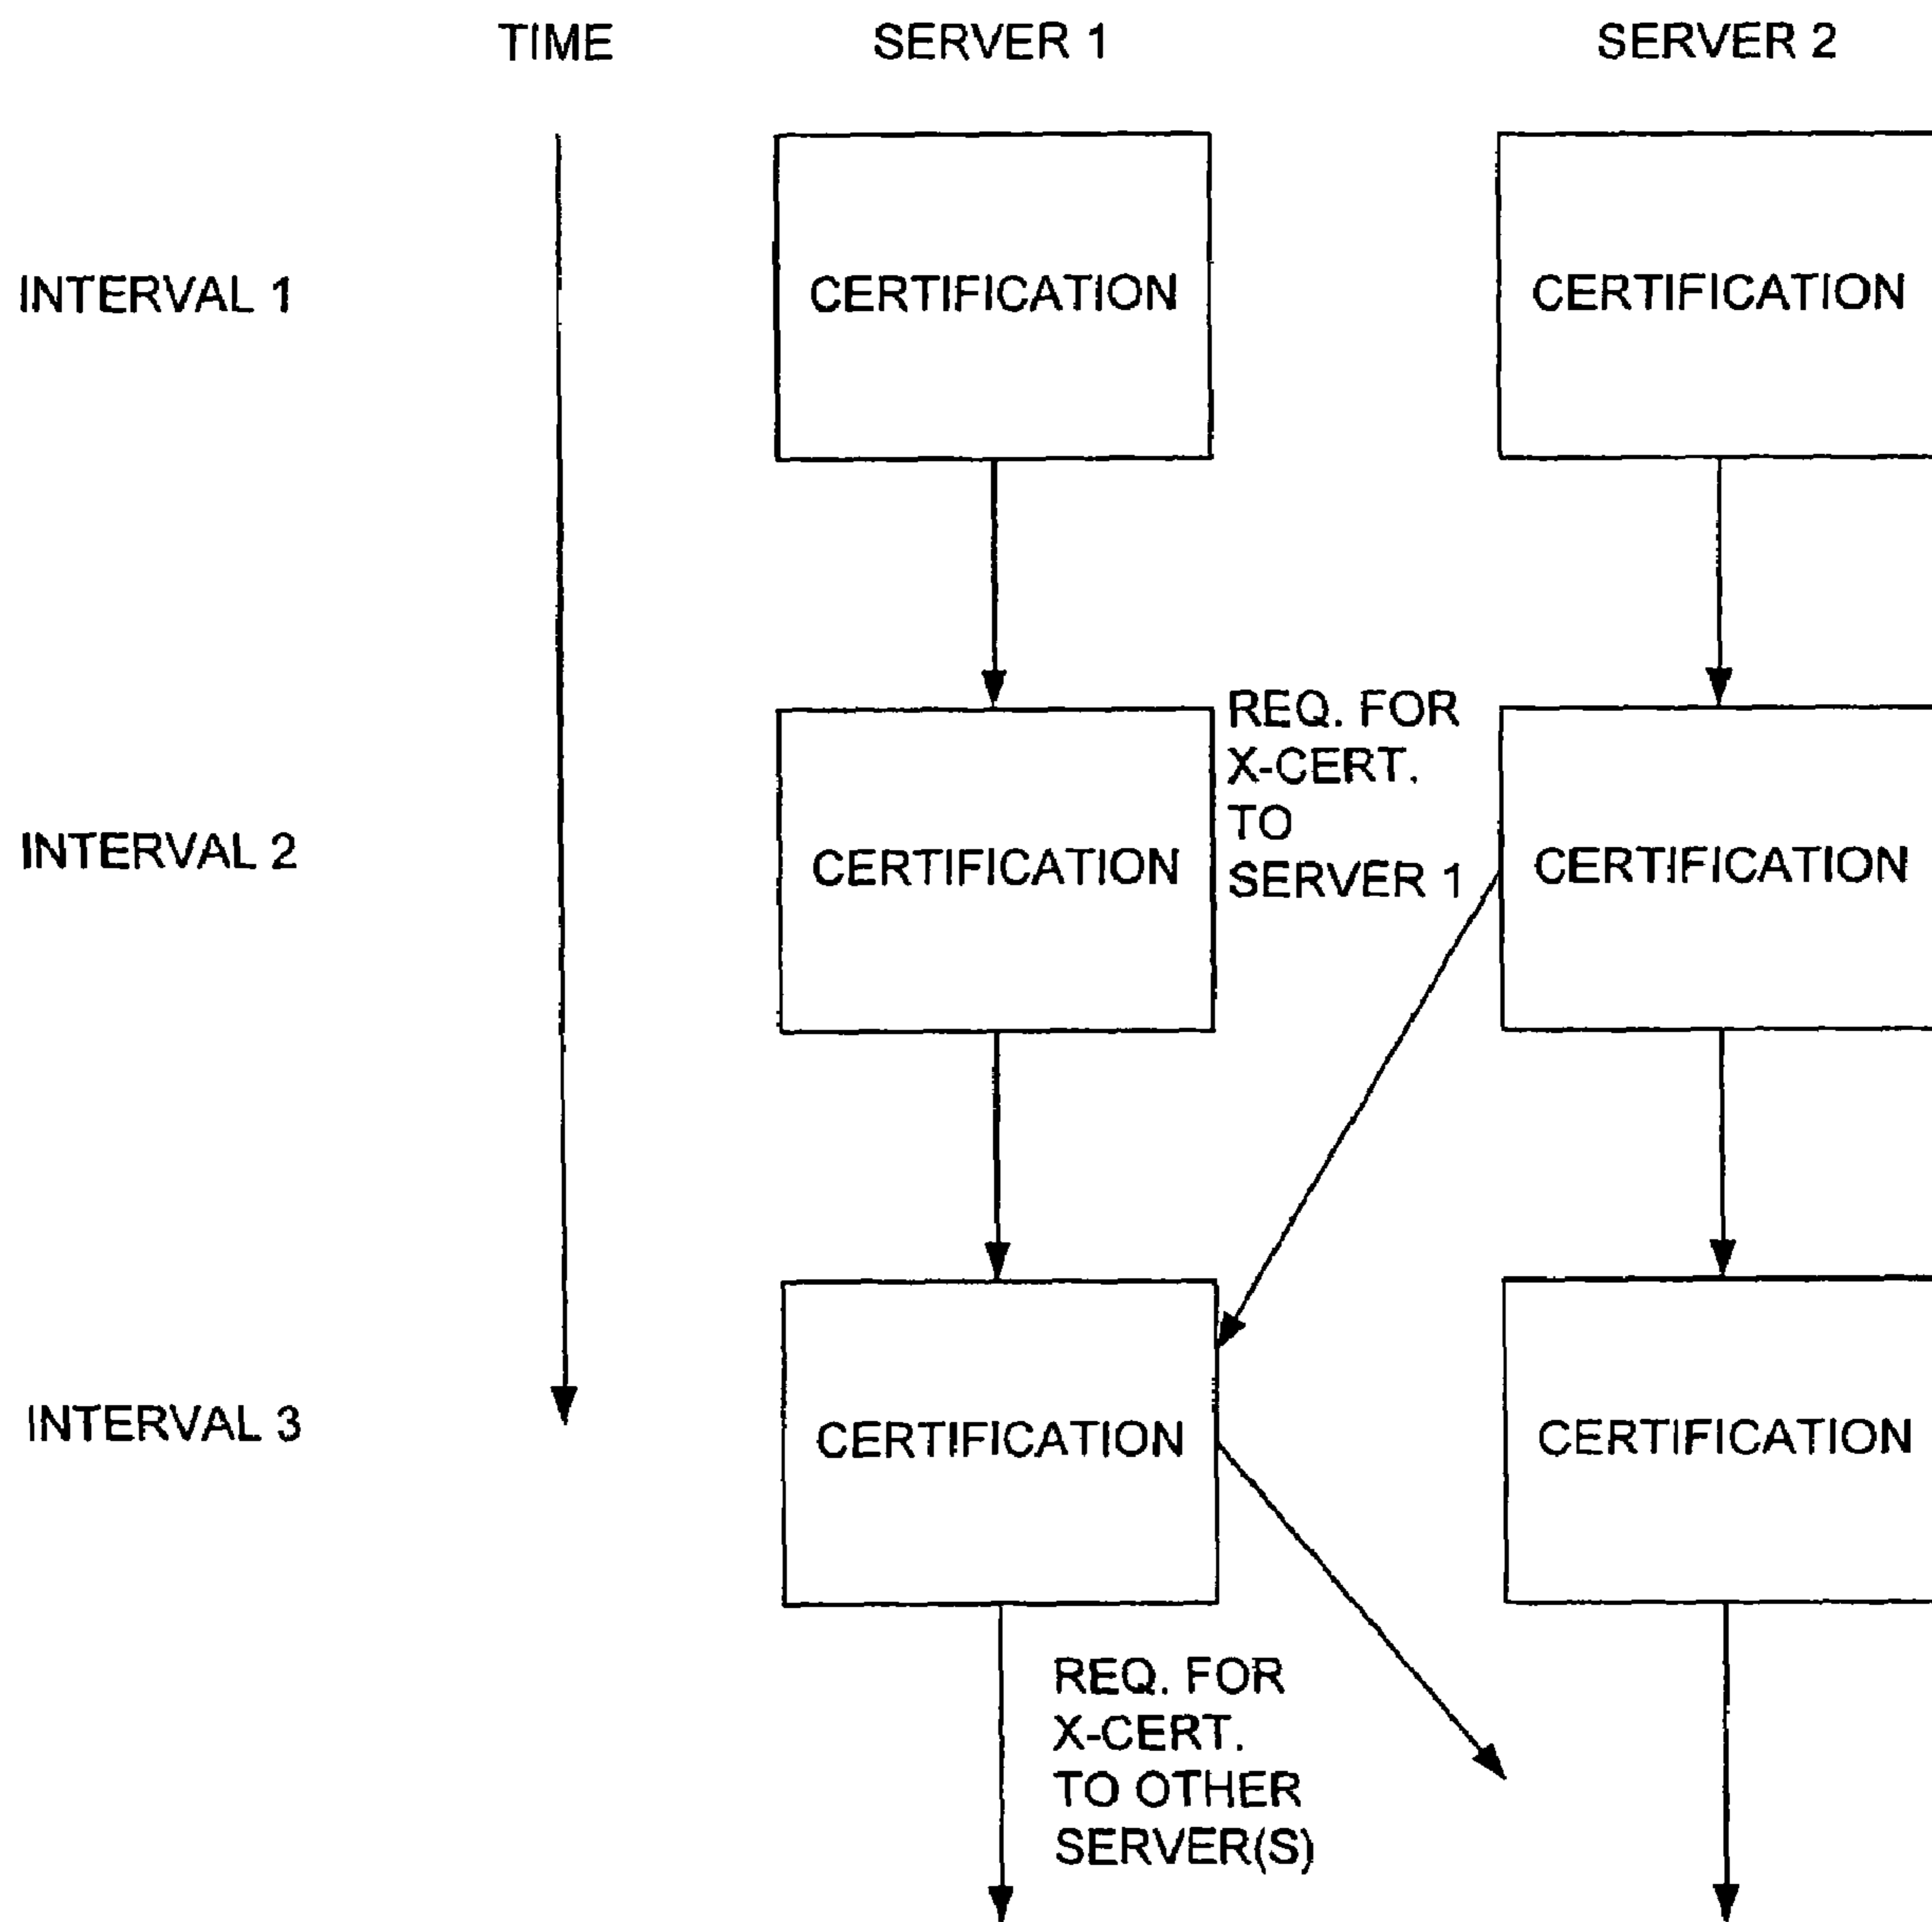 TIME SERVER 1 SERVER 2
INTERVAL 1 CERTIFICATION CERTIFICATION
REQ. FOR
X-CERT.
TO
SERVER 1
INTERVAL 2 CERTIFICATION CERTIFICATION
INTERVAL 3 CERTIFICATION CERTIFICATION
REQ. FOR
X-CERT.
TO OTHER
SERVER(S)